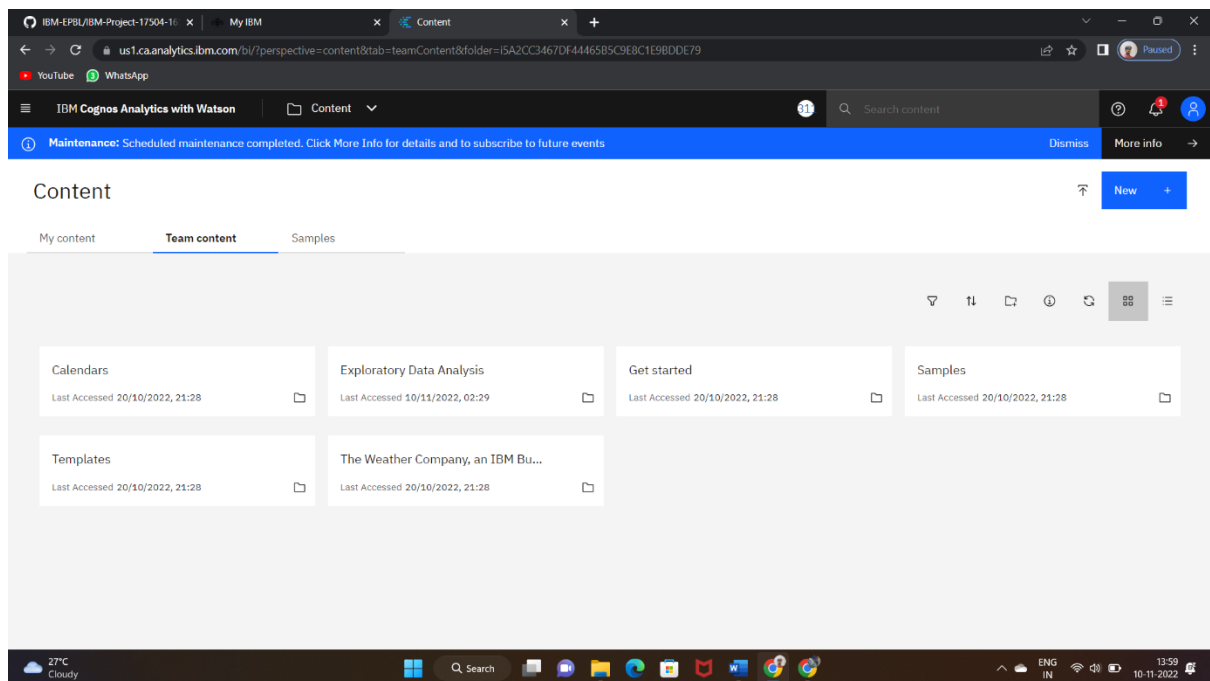 IBM-EPBL/IBM-Project-17504-16
My IBM
Content
us1.ca.analytics.ibm.com/bi/?perspective=content&tab=teamContent&folder=i5A2CC3467DF44465B5C9E8C1E9BDDE79
Paused
YouTube WhatsApp
IBM Cognos Analytics with Watson
Content
31
Search content
1
Maintenance: Scheduled maintenance completed. Click More Info for details and to subscribe to future events
Dismiss
More info
Content
New +
My content
Team content
Samples
Calendars
Last Accessed 20/10/2022, 21:28
Exploratory Data Analysis
Last Accessed 10/11/2022, 02:29
Get started
Last Accessed 20/10/2022, 21:28
Samples
Last Accessed 20/10/2022, 21:28
Templates
Last Accessed 20/10/2022, 21:28
The Weather Company, an IBM Bu...
Last Accessed 20/10/2022, 21:28
27°C
Cloudy
Search
ENG
IN
13:59
10-11-2022